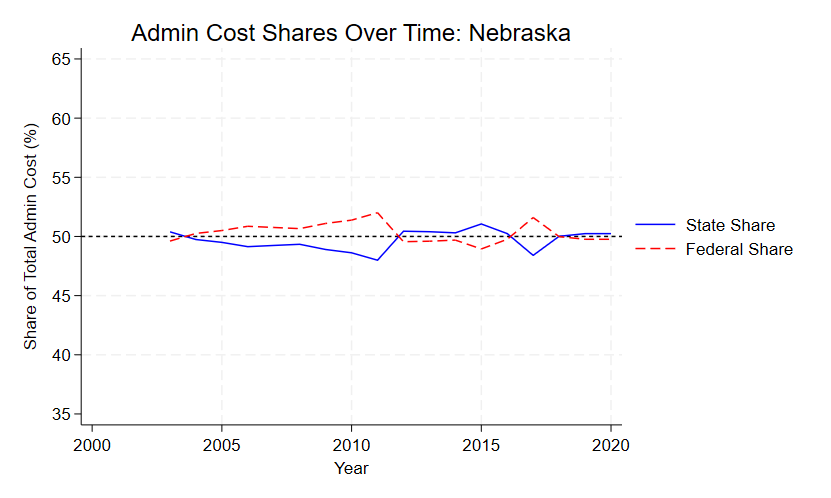 Admin Cost Shares Over Time: Nebraska
Share of Total Admin Cost (%)
65
60
55
50
45
40
35
2000
2005
2010
2015
2020
Year
State Share
Federal Share